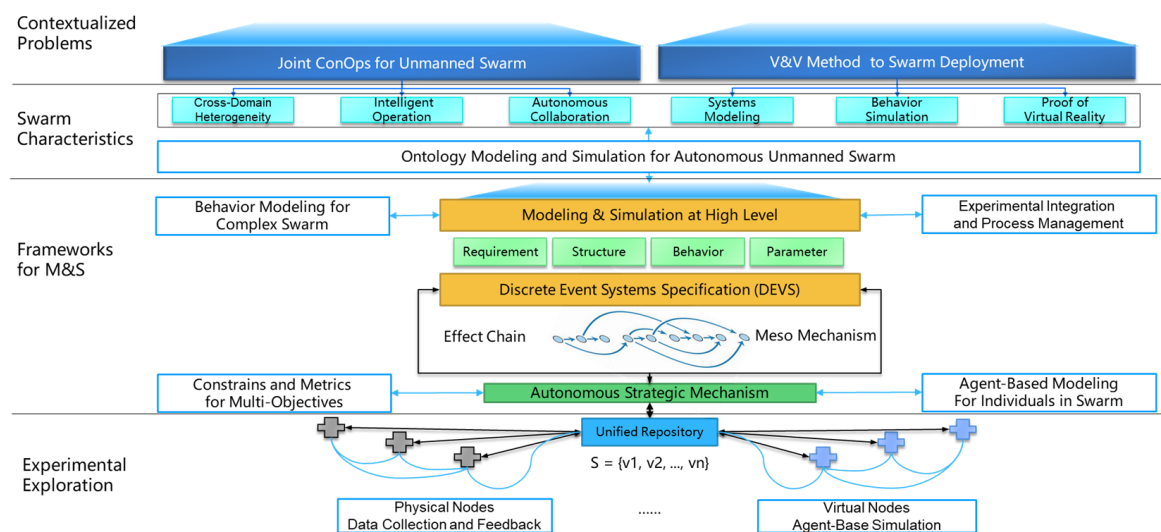 Contextualized
Problems
Joint ConOps for Unmanned Swarm
V&V Method to Swarm Deployment
Swarm
Characteristics
Cross-Domain
Heterogeneity
Intelligent
Operation
Autonomous
Collaboration
Systems
Modeling
Behavior
Simulation
Proof of
Virtual Reality
Ontology Modeling and Simulation for Autonomous Unmanned Swarm
Frameworks
for M&S
Behavior Modeling for
Complex Swarm
Modeling & Simulation at High Level
Experimental Integration
and Process Management
Requirement
Structure
Behavior
Parameter
Discrete Event Systems Specification (DEVS)
Effect Chain
Meso Mechanism
Constrains and Metrics
for Multi-Objectives
Autonomous Strategic Mechanism
Agent-Based Modeling
For Individuals in Swarm
Experimental
Exploration
Unified Repository
S = {v1, v2, ..., vn}
Physical Nodes
Data Collection and Feedback
......
Virtual Nodes
Agent-Base Simulation